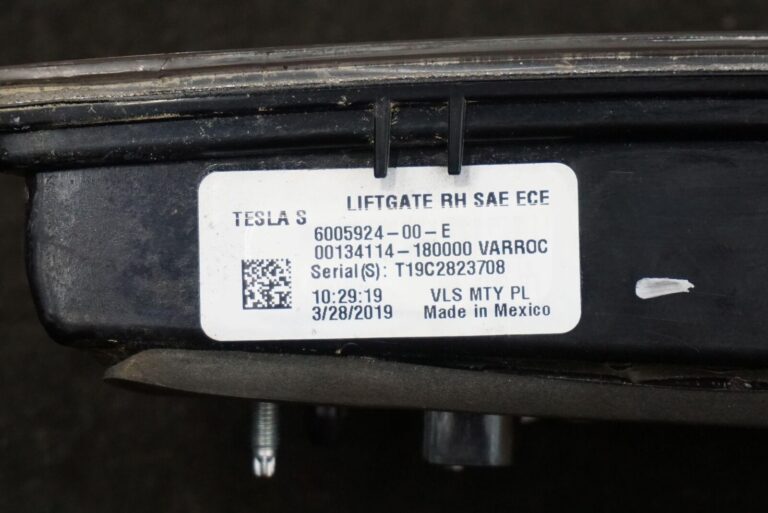 LIFTGATE RH SAE ECE
TESLA S
6005924-00-E
00134114-180000 VARROC
Serial(S): T19C2823708
10:29:19 VLS MTY PL
3/28/2019 Made in Mexico